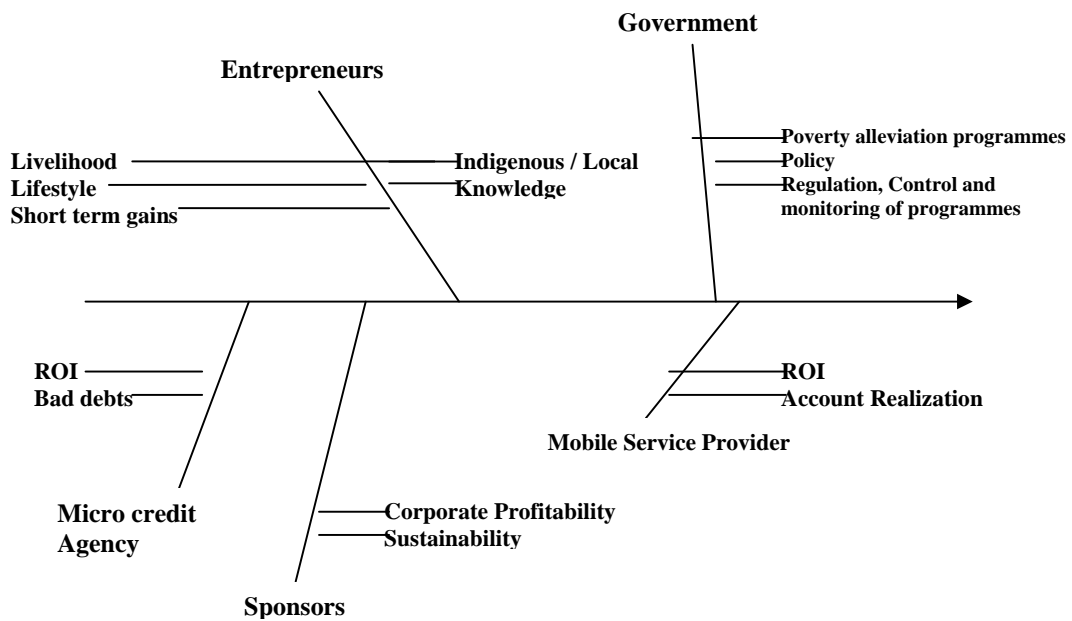 Government
Entrepreneurs
Livelihood
Lifestyle
Short term gains
Indigenous / Local
Knowledge
Poverty alleviation programmes
Policy
Regulation, Control and
monitoring of programmes
ROI
Bad debts
ROI
Account Realization
Mobile Service Provider
Micro credit
Agency
Corporate Profitability
Sustainability
Sponsors